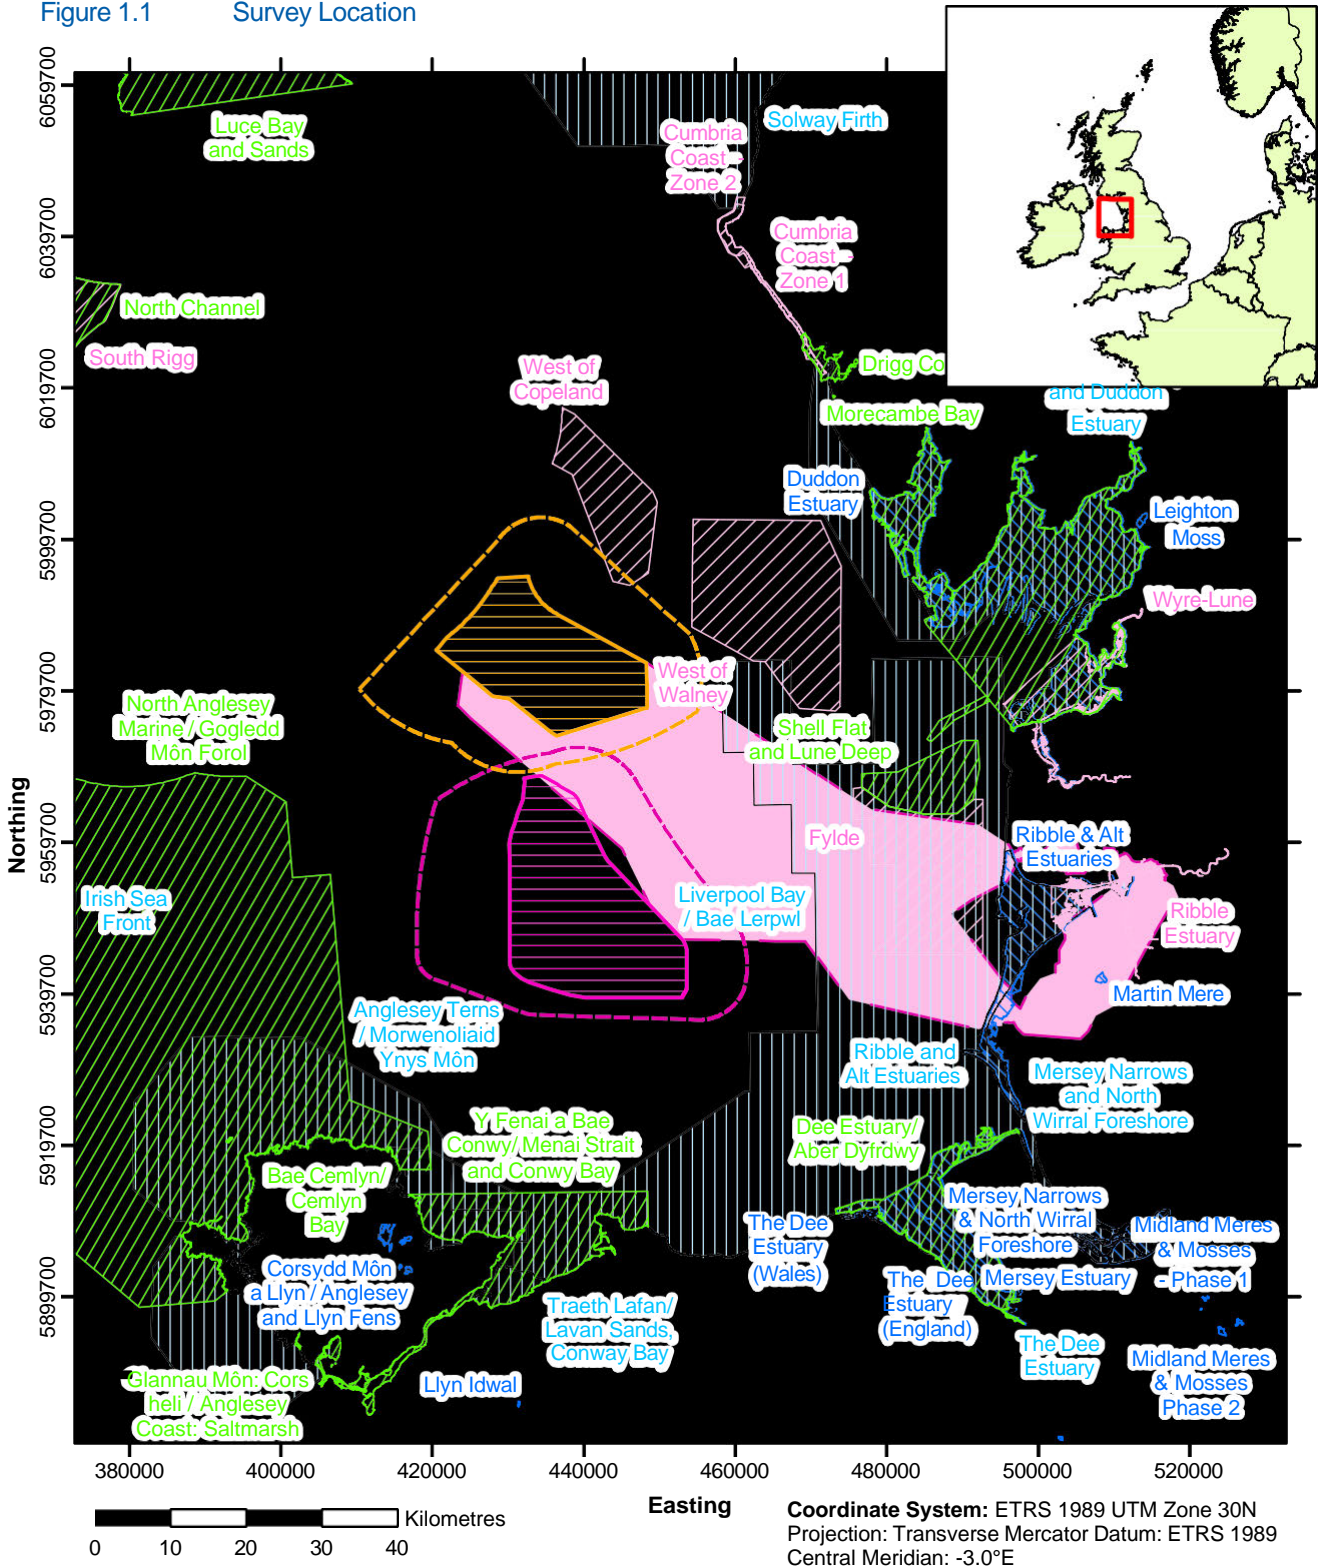 Figure 1.1 Survey Location
6059700
6039700
6019700
5999700
5979700
5959700
5939700
5919700
5899700
Northing
Luce Bay
and Sands
Solway Firth
Cumbria
Coast -
Zone 2
Cumbria
Coast -
Zone 1
North Channel
South Rigg
West of
Copeland
Drigg Co
Morecambe Bay
and Duddon
Estuary
Duddon
Estuary
Leighton
Moss
Wyre-Lune
West of
Walney
North Anglesey
Marine / Gogledd
Môn Forol
Shell Flat
and Lune Deep
Fylde
Ribble & Alt
Estuaries
Irish Sea
Front
Liverpool Bay
/ Bae Lerpwl
Ribble
Estuary
Martin Mere
Anglesey Terns
/ Morwenoliaid
Ynys Môn
Ribble and
Alt Estuaries
Mersey Narrows
and North
Wirral Foreshore
Y Fenai a Bae
Conwy/ Menai Strait
and Conwy Bay
Dee Estuary/
Aber Dyfrdwy
Bae Cemlyn/
Cemlyn
Bay
The Dee
Estuary
(Wales)
Mersey Narrows
& North Wirral
Foreshore
Midland Meres
& Mosses
- Phase 1
Corsydd Môn
a Llyn / Anglesey
and Llyn Fens
The Dee
Estuary
(England)
Mersey Estuary
Traeth Lafan/
Lavan Sands,
Conway Bay
The Dee
Estuary
Midland Meres
& Mosses
Phase 2
Glannau Môn: Cors
heli / Anglesey
Coast: Saltmarsh
Llyn Idwal
380000 400000 420000 440000 460000 480000 500000 520000
Easting
Kilometres
0 10 20 30 40
Coordinate System: ETRS 1989 UTM Zone 30N
Projection: Transverse Mercator Datum: ETRS 1989
Central Meridian: -3.0°E